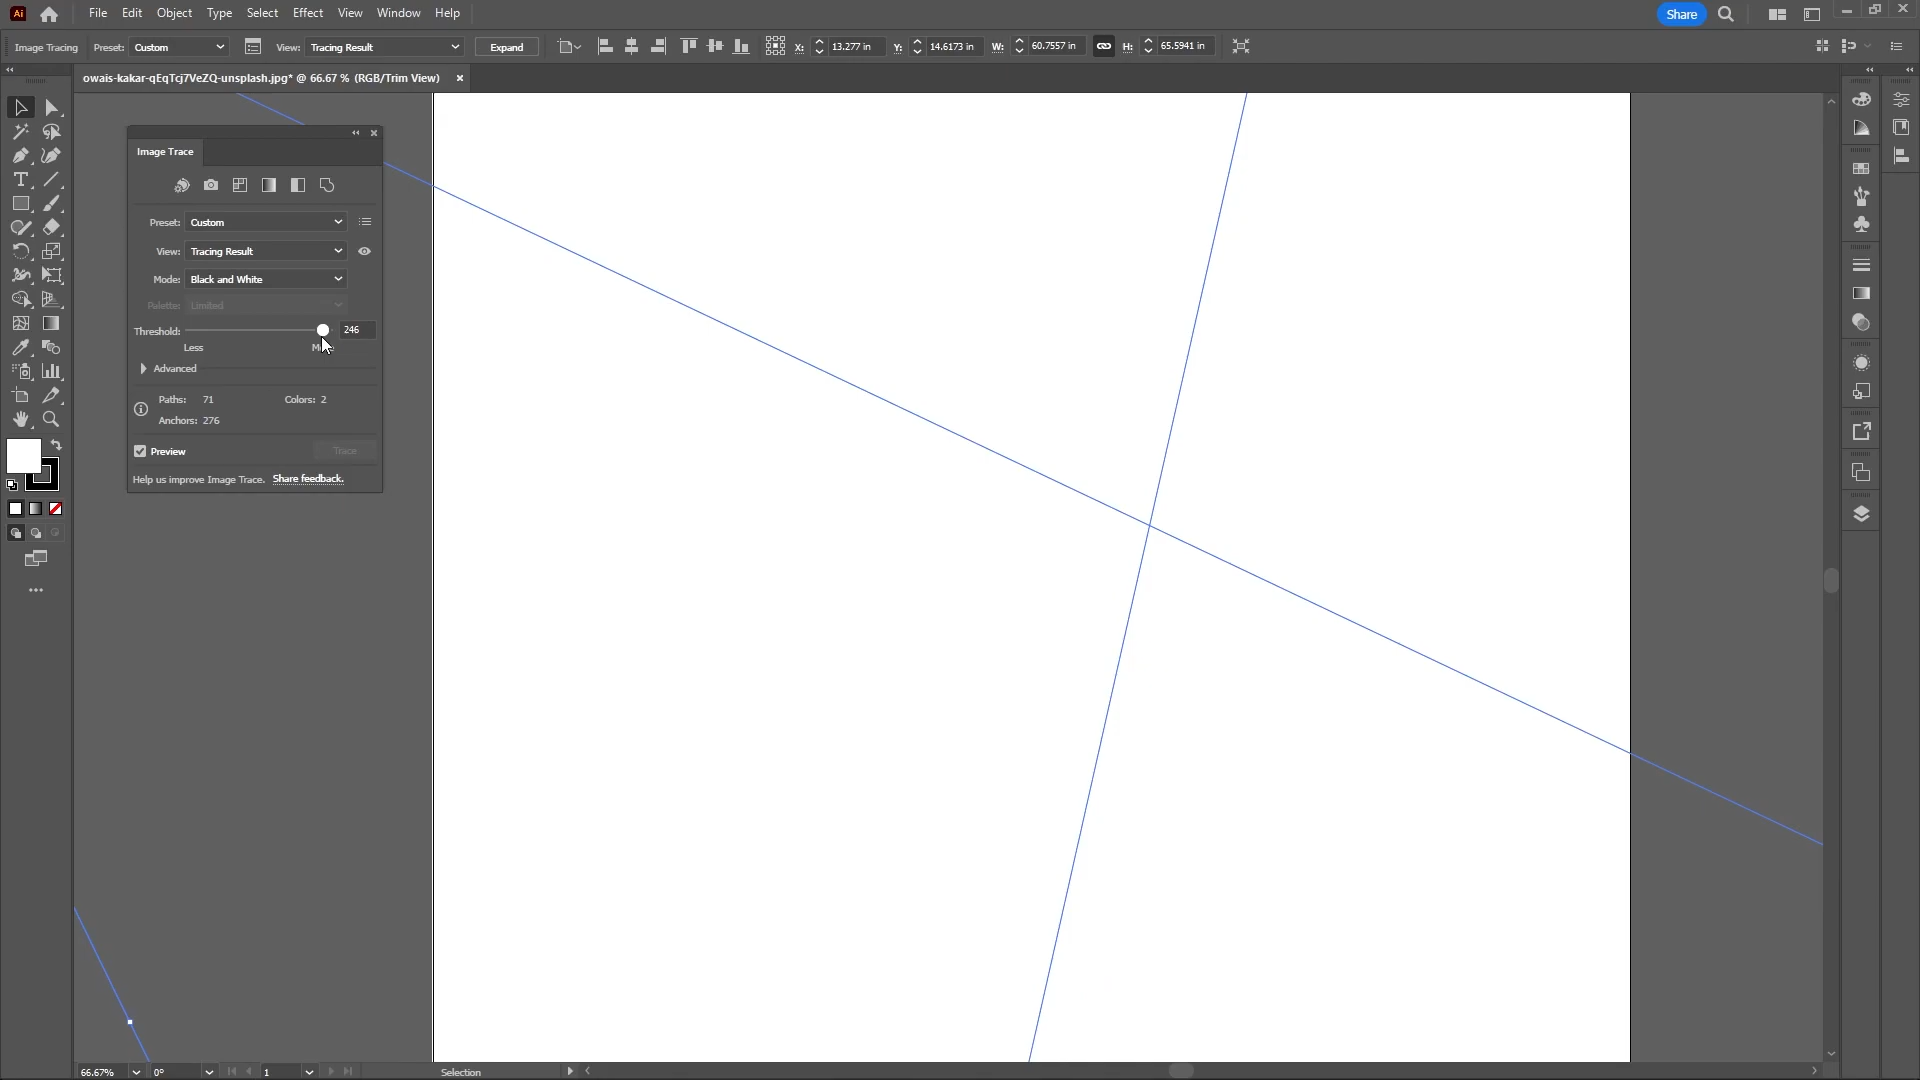 Ai File Edit Object Type Select Effect View Window Help Share
Image Tracing Preset: Custom View: Tracing Result Expand X: 13.277 in Y: 14.6173 in W: 60.7557 in H: 65.5941 in
owais-kakar-qEqTcj7VeZQ-unsplash.jpg* @ 66.67 % (RGB/Trim View)
Image Trace
Preset: Custom
View: Tracing Result
Mode: Black and White
Palette: Limited
Threshold: 246
Less
Advanced
Paths: 71 Colors: 2
Anchors: 276
Preview Trace
Help us improve Image Trace. Share feedback.
66.67% 0° 1 Selection